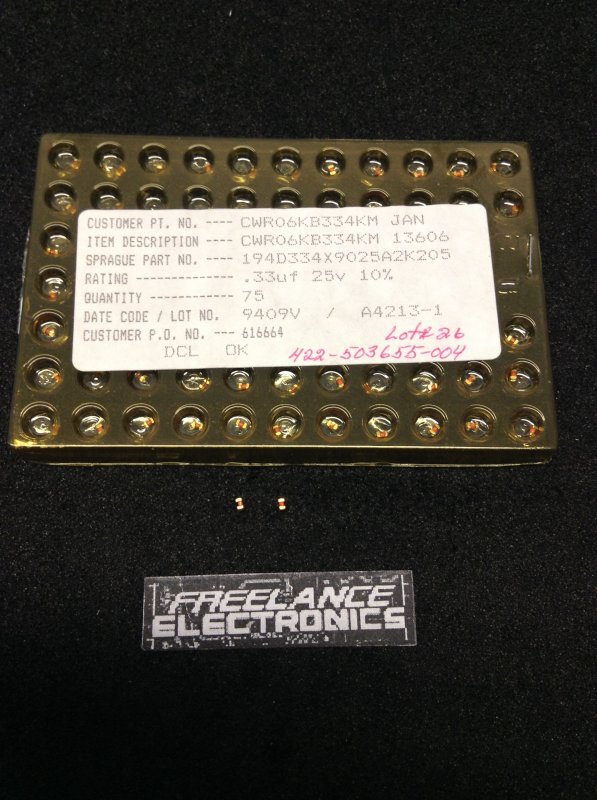 CUSTOMER PT. NO. ---- CWR06KB334KM JAN
ITEM DESCRIPTION ---- CWR06KB334KM 13606
SPRAGUE PART NO. ---- 194D334X9025A2K205
RATING -------------- .33uf 25v 10%
QUANTITY ------------ 75
DATE CODE / LOT NO. 9409V / A4213-1
CUSTOMER P.O. NO. --- 616664
Lot# 26
DCL OK
422-503655-004
FREELANCE
ELECTRONICS